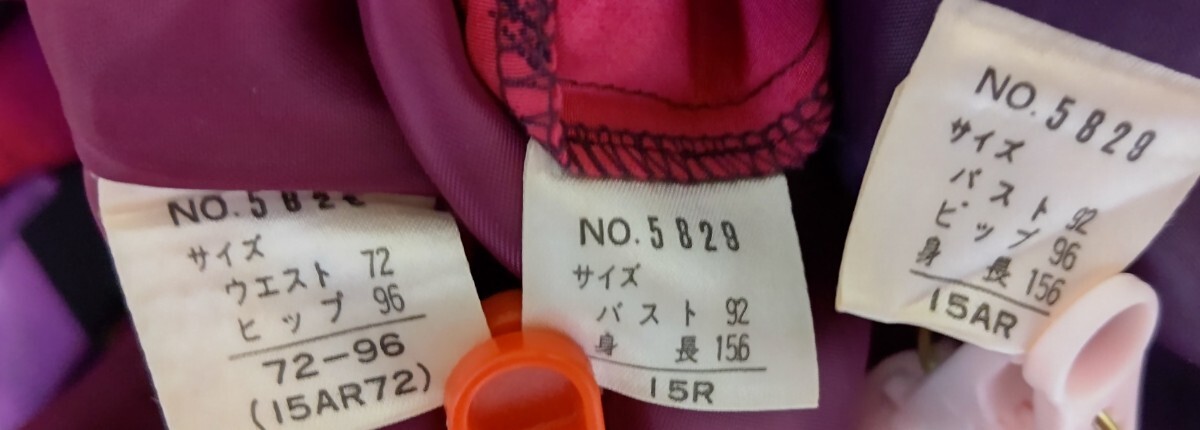 NO. 5829
サイズ
ウエスト 72
ヒップ 96
72-96
(15AR72)
NO. 5829
サイズ
バスト 92
身長 156
15R
NO. 5829
サイズ
バスト 92
ヒップ 96
身長 156
15AR